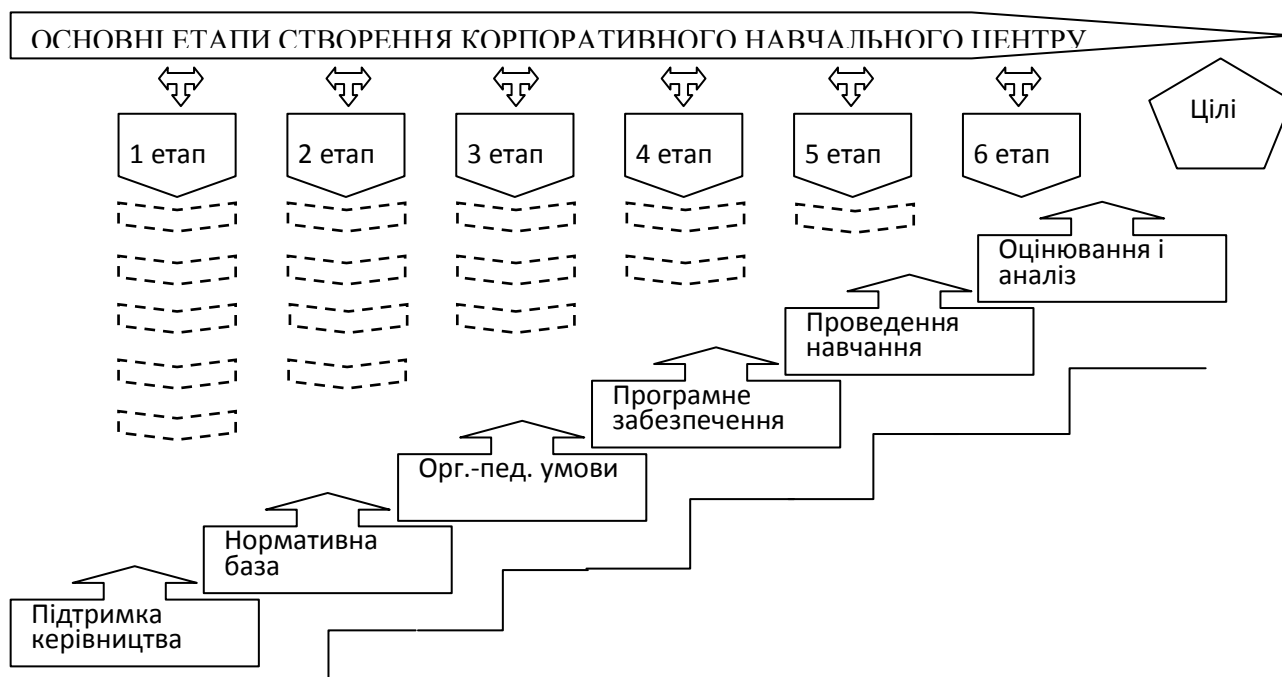 ОСНОВНІ ЕТАПИ СТВОРЕННЯ КОРПОРАТИВНОГО НАВЧАЛЬНОГО ЦЕНТРУ
Цілі
1 етап
2 етап
3 етап
4 етап
5 етап
6 етап
Оцінювання і
аналіз
Проведення
навчання
Програмне
забезпечення
Орг.-пед. умови
Нормативна
база
Підтримка
керівництва